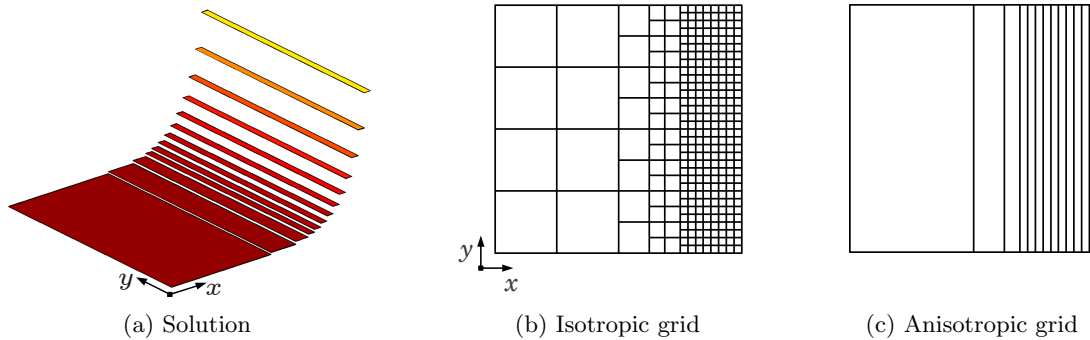 y
x
(a) Solution
y
x
(b) Isotropic grid
(c) Anisotropic grid